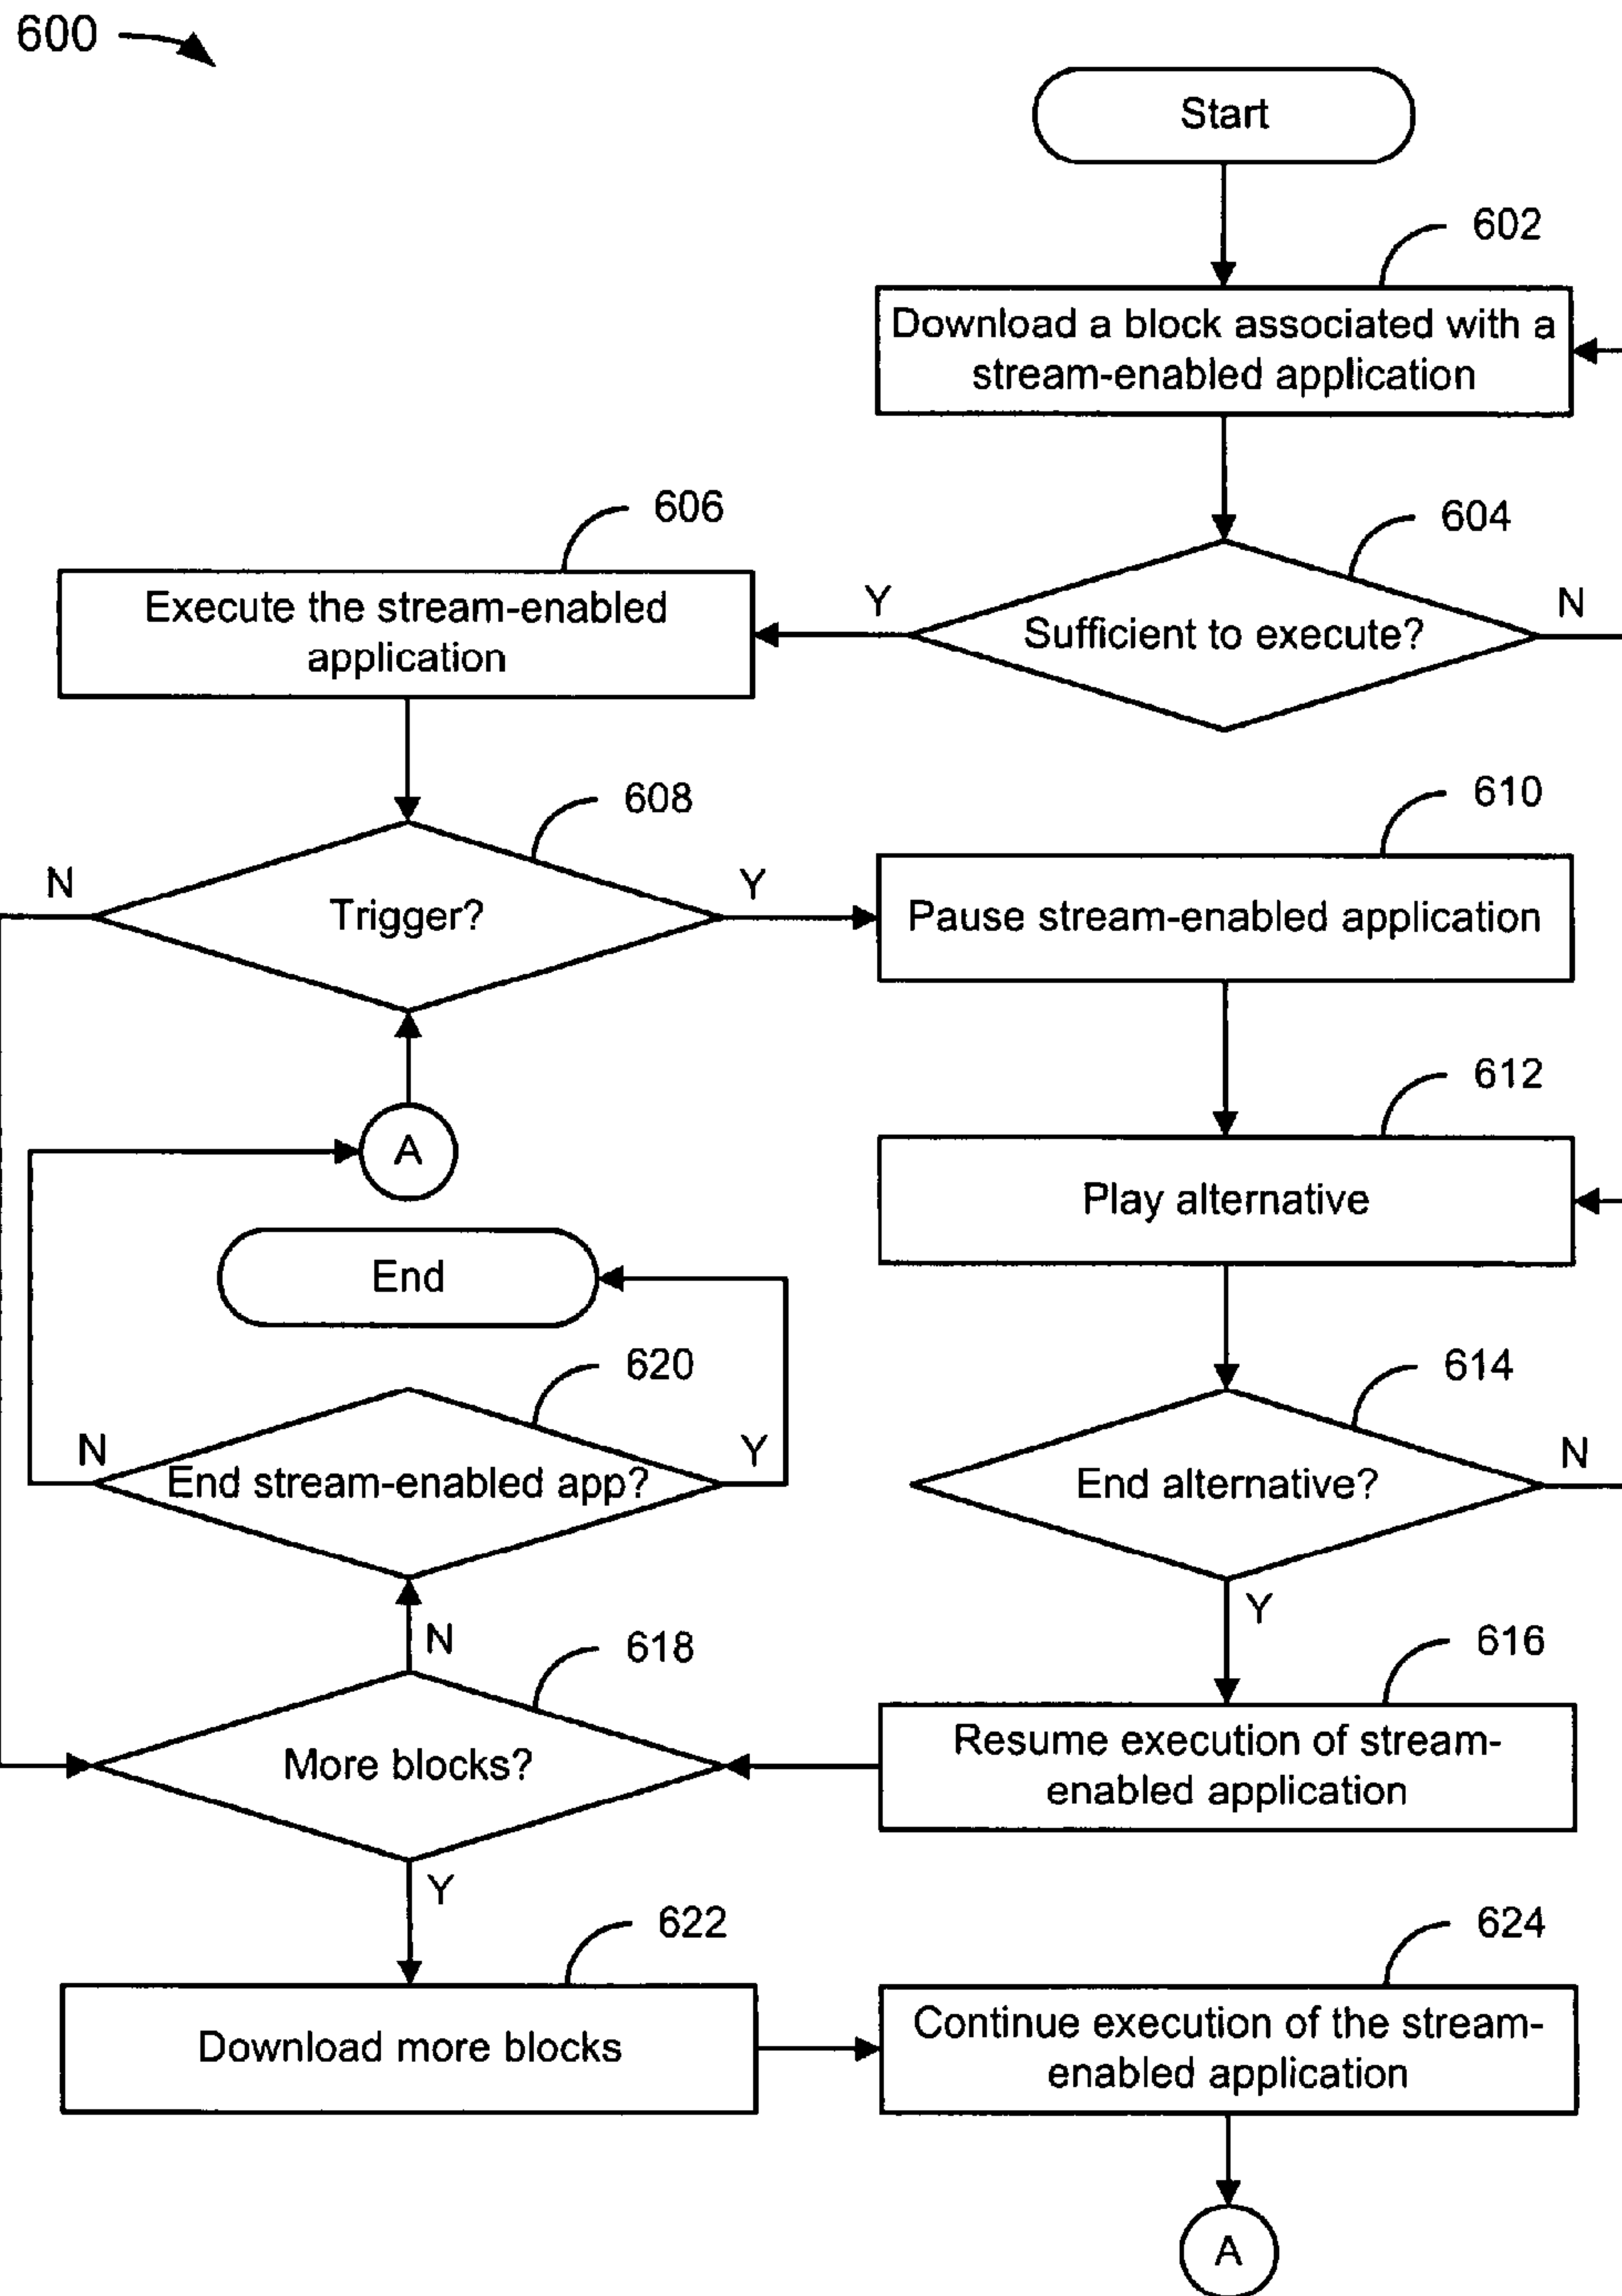 600
Start
602
Download a block associated with a
stream-enabled application
604
Sufficient to execute?
Y
N
606
Execute the stream-enabled
application
608
Trigger?
N
Y
610
Pause stream-enabled application
A
612
Play alternative
End
614
End alternative?
N
Y
620
End stream-enabled app?
N
Y
616
Resume execution of stream-
enabled application
618
More blocks?
N
Y
622
Download more blocks
624
Continue execution of the stream-
enabled application
A